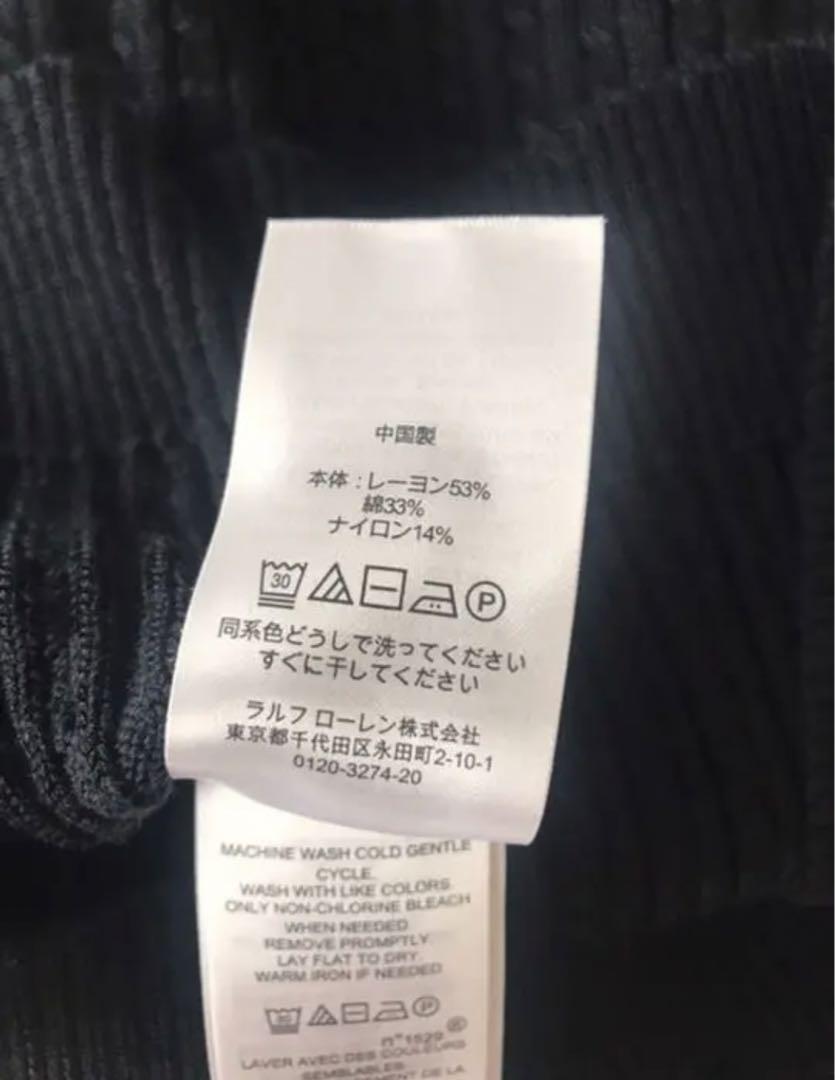 中国製
本体:レーヨン53%
綿33%
ナイロン14%
30 P
同系色どうしで洗ってください
すぐに干してください
ラルフ ローレン株式会社
東京都千代田区永田町2-10-1
0120-3274-20
MACHINE WASH COLD GENTLE
CYCLE.
WASH WITH LIKE COLORS.
ONLY NON-CHLORINE BLEACH
WHEN NEEDED.
REMOVE PROMPTLY.
LAY FLAT TO DRY.
WARM IRON IF NEEDED
30 P
n°1529 ®
LAVER AVEC DES COULEURS
SEMBLABLES.
DE LA